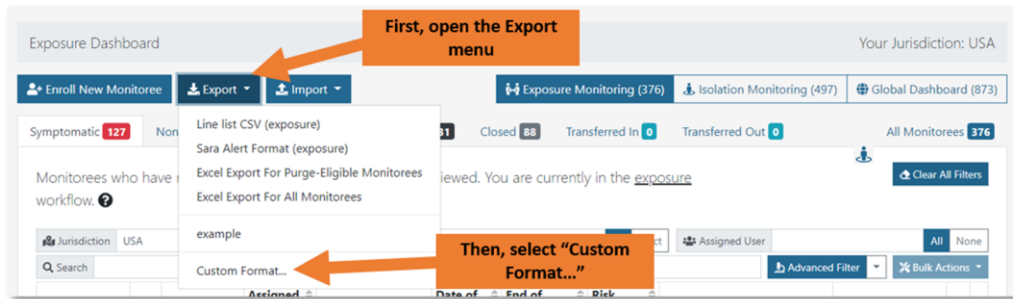 First, open the Export
menu
Exposure Dashboard
Your Jurisdiction: USA
Enroll New Monitoree
Export
Import
Exposure Monitoring (376)
Isolation Monitoring (497)
Global Dashboard (873)
Symptomatic 127
Closed 88
Transferred In 0
Transferred Out 0
All Monitorees 376
Line list CSV (exposure)
Sara Alert Format (exposure)
Excel Export For Purge-Eligible Monitorees
Excel Export For All Monitorees
example
Custom Format...
Monitorees who have
You are currently in the exposure
workflow.
Clear All Filters
Jurisdiction USA
Assigned User
All None
Then, select “Custom
Format...”
Search
Advanced Filter
Bulk Actions
Assigned
Date of
End of
Risk